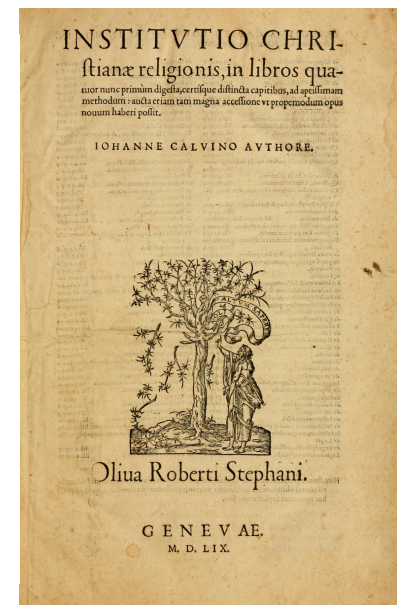 INSTITVTIO CHRI-
stianæ religionis, in libros qua-
tuor nunc primùm digesta, certisque distincta capitibus, ad aptissimam
methodum: aucta etiam tam magna accessione vt propemodum opus
nouum haberi possit.
IOHANNE CALVINO AVTHORE.
Oliua Roberti Stephani.
GENEVAE.
M. D. LIX.